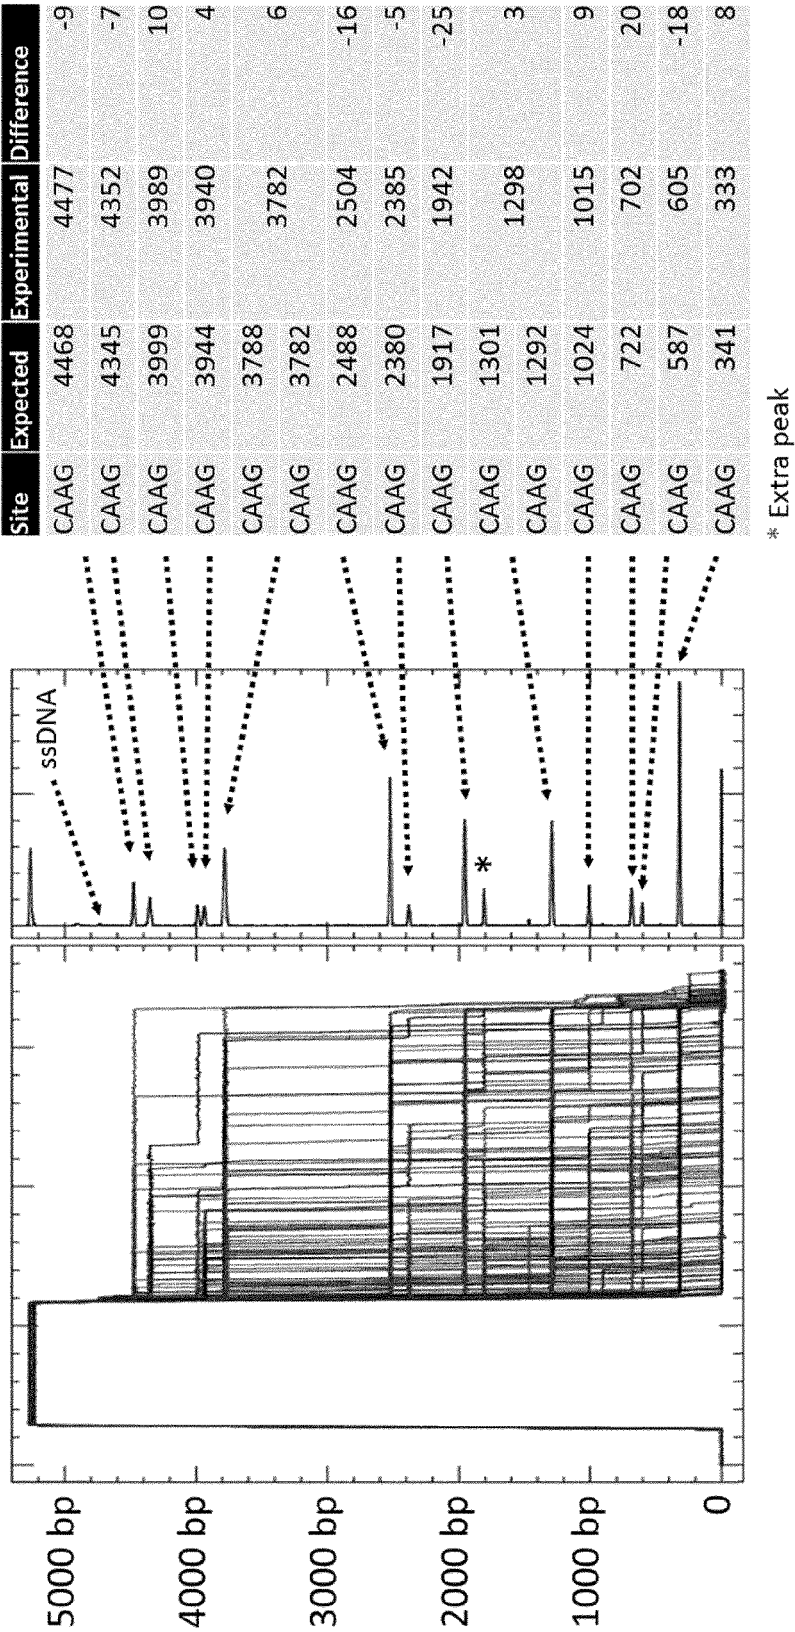 5000 bp
4000 bp
3000 bp
2000 bp
1000 bp
0
ssDNA
*
Site Expected Experimental Difference
CAAG 4468 4477 -9
CAAG 4345 4352 -7
CAAG 3999 3989 10
CAAG 3944 3940 4
CAAG 3788 3782 6
CAAG 3782
CAAG 2488 2504 -16
CAAG 2380 2385 -5
CAAG 1917 1942 -25
CAAG 1301 1298 3
CAAG 1292
CAAG 1024 1015 9
CAAG 722 702 20
CAAG 587 605 -18
CAAG 341 333 8
* Extra peak